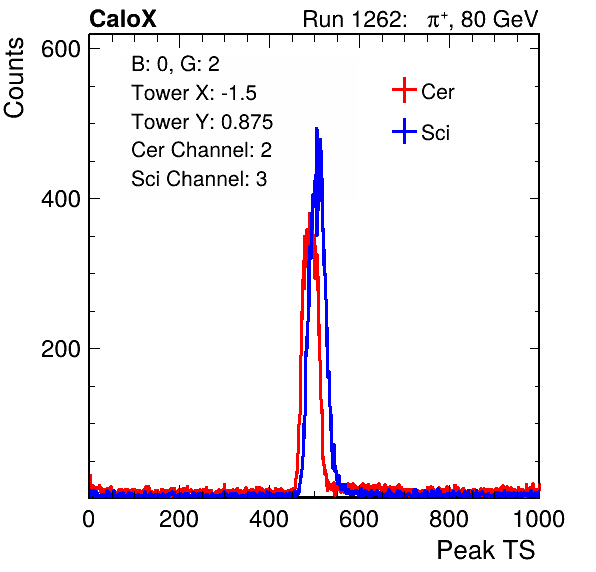 CaloX Run 1262: π⁺, 80 GeV
Counts
600
400
200
B: 0, G: 2
Tower X: -1.5
Tower Y: 0.875
Cer Channel: 2
Sci Channel: 3
Cer
Sci
0 200 400 600 800 1000
Peak TS